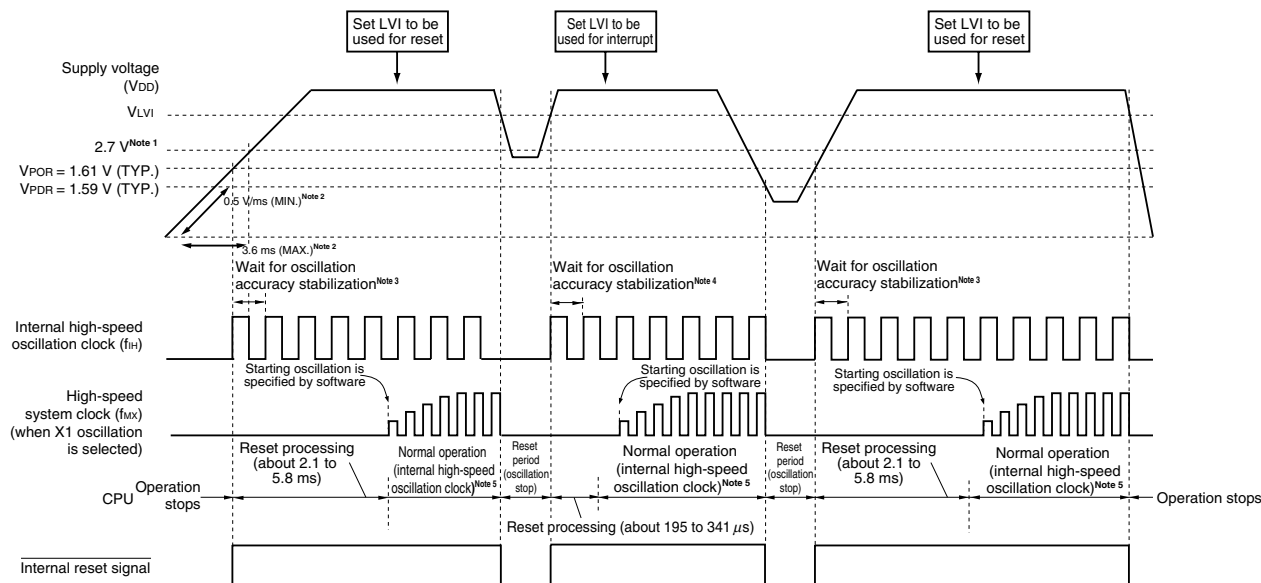 Set LVI to be
used for reset
Set LVI to be
used for interrupt
Set LVI to be
used for reset
Supply voltage
(VDD)
VLVI
2.7 V Note 1
VPOR = 1.61 V (TYP.)
VPDR = 1.59 V (TYP.)
0.5 V/ms (MIN.) Note 2
3.6 ms (MAX.) Note 2
Wait for oscillation
accuracy stabilization Note 3
Wait for oscillation
accuracy stabilization Note 4
Wait for oscillation
accuracy stabilization Note 3
Internal high-speed
oscillation clock (fIH)
Starting oscillation is
specified by software
Starting oscillation is
specified by software
Starting oscillation is
specified by software
High-speed
system clock (fMX)
(when X1 oscillation
is selected)
Reset processing
(about 2.1 to
5.8 ms)
Normal operation
(internal high-speed
oscillation clock) Note 5
Reset
period
(oscillation
stop)
Normal operation
(internal high-speed
oscillation clock) Note 5
Reset
period
(oscillation
stop)
Reset processing
(about 2.1 to
5.8 ms)
Normal operation
(internal high-speed
oscillation clock) Note 5
CPU
Operation
stops
Operation stops
Reset processing (about 195 to 341 μs)
Internal reset signal